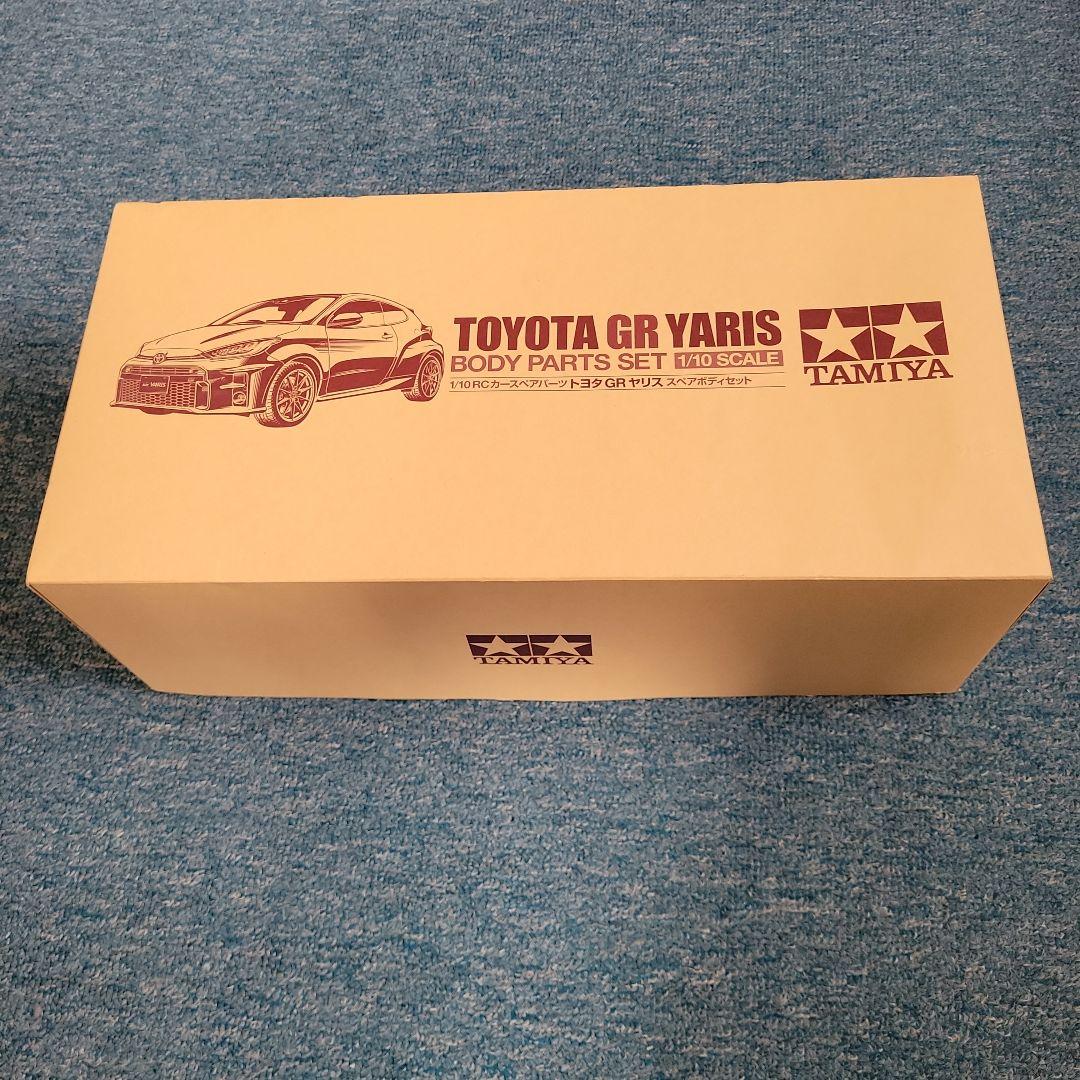 TOYOTA GR YARIS
BODY PARTS SET 1/10 SCALE
1/10 RCカースペアパーツ トヨタ GR ヤリス スペアボディセット
TAMIYA
GR YARIS
TAMIYA